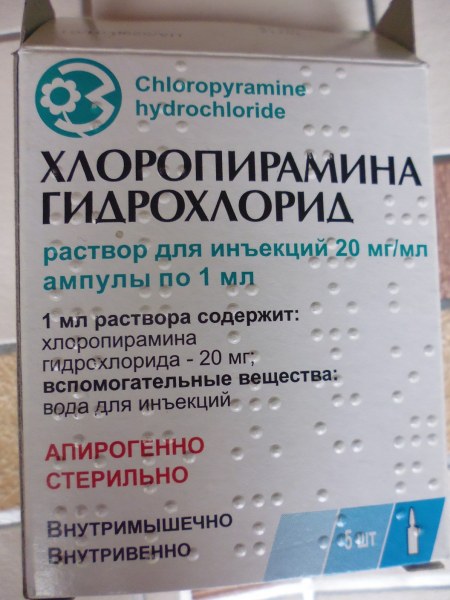 Chloropyramine
hydrochloride
ХЛОРОПИРАМИНА
ГИДРОХЛОРИД
раствор для инъекций 20 мг/мл
ампулы по 1 мл
1 мл раствора содержит:
хлоропирамина
гидрохлорида - 20 мг;
вспомогательные вещества:
вода для инъекций
АПИРОГЕННО
СТЕРИЛЬНО
Внутримышечно
Внутривенно
5 шт